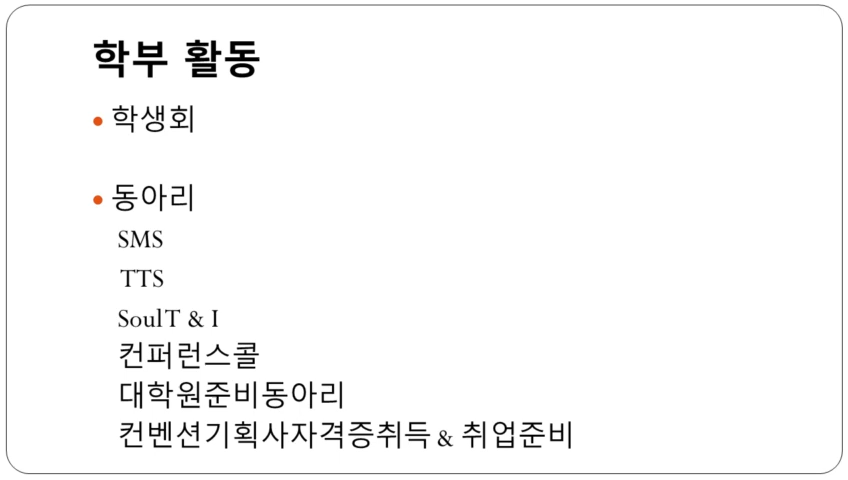 학부 활동
학생회
동아리
SMS
TTS
SoulT & I
컨퍼런스콜
대학원준비동아리
컨벤션기획사자격증취득 & 취업준비